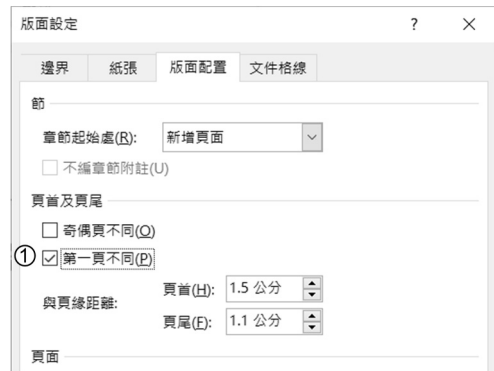 版面設定 ? ×
邊界 紙張 版面配置 文件格線
節
章節起始處(R): 新增頁面
不編章節附註(U)
頁首及頁尾
奇偶頁不同(O)
① 第一頁不同(P)
與頁緣距離:
頁首(H): 1.5 公分
頁尾(F): 1.1 公分
頁面